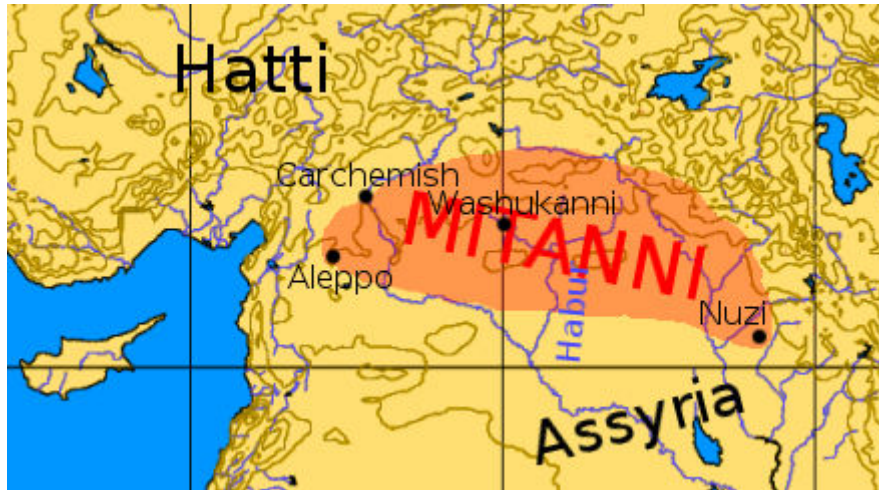 Hatti
Carchemish
Washukanni
MITANNI
Aleppo
Habur
Nuzi
Assyria